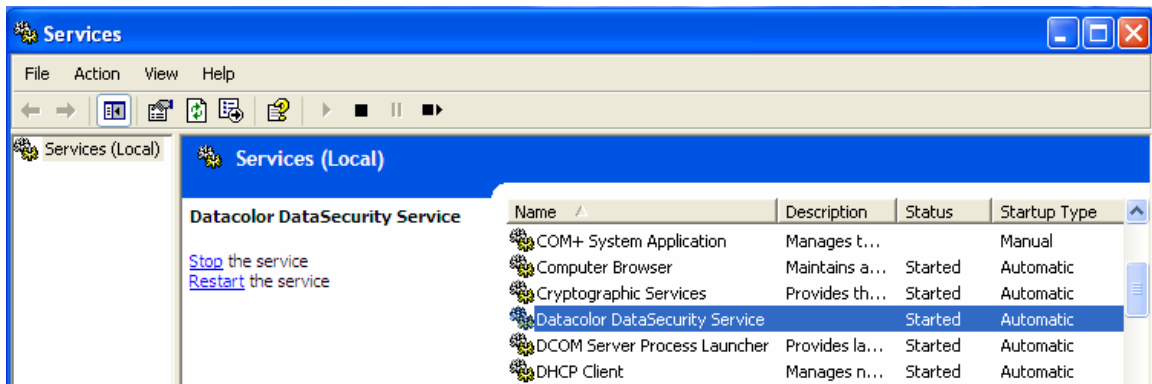 Services
File Action View Help
Services (Local)
Services (Local)
Datacolor DataSecurity Service
Stop the service
Restart the service
Name Description Status Startup Type
COM+ System Application Manages t... Manual
Computer Browser Maintains a... Started Automatic
Cryptographic Services Provides th... Started Automatic
Datacolor DataSecurity Service Started Automatic
DCOM Server Process Launcher Provides la... Started Automatic
DHCP Client Manages n... Started Automatic